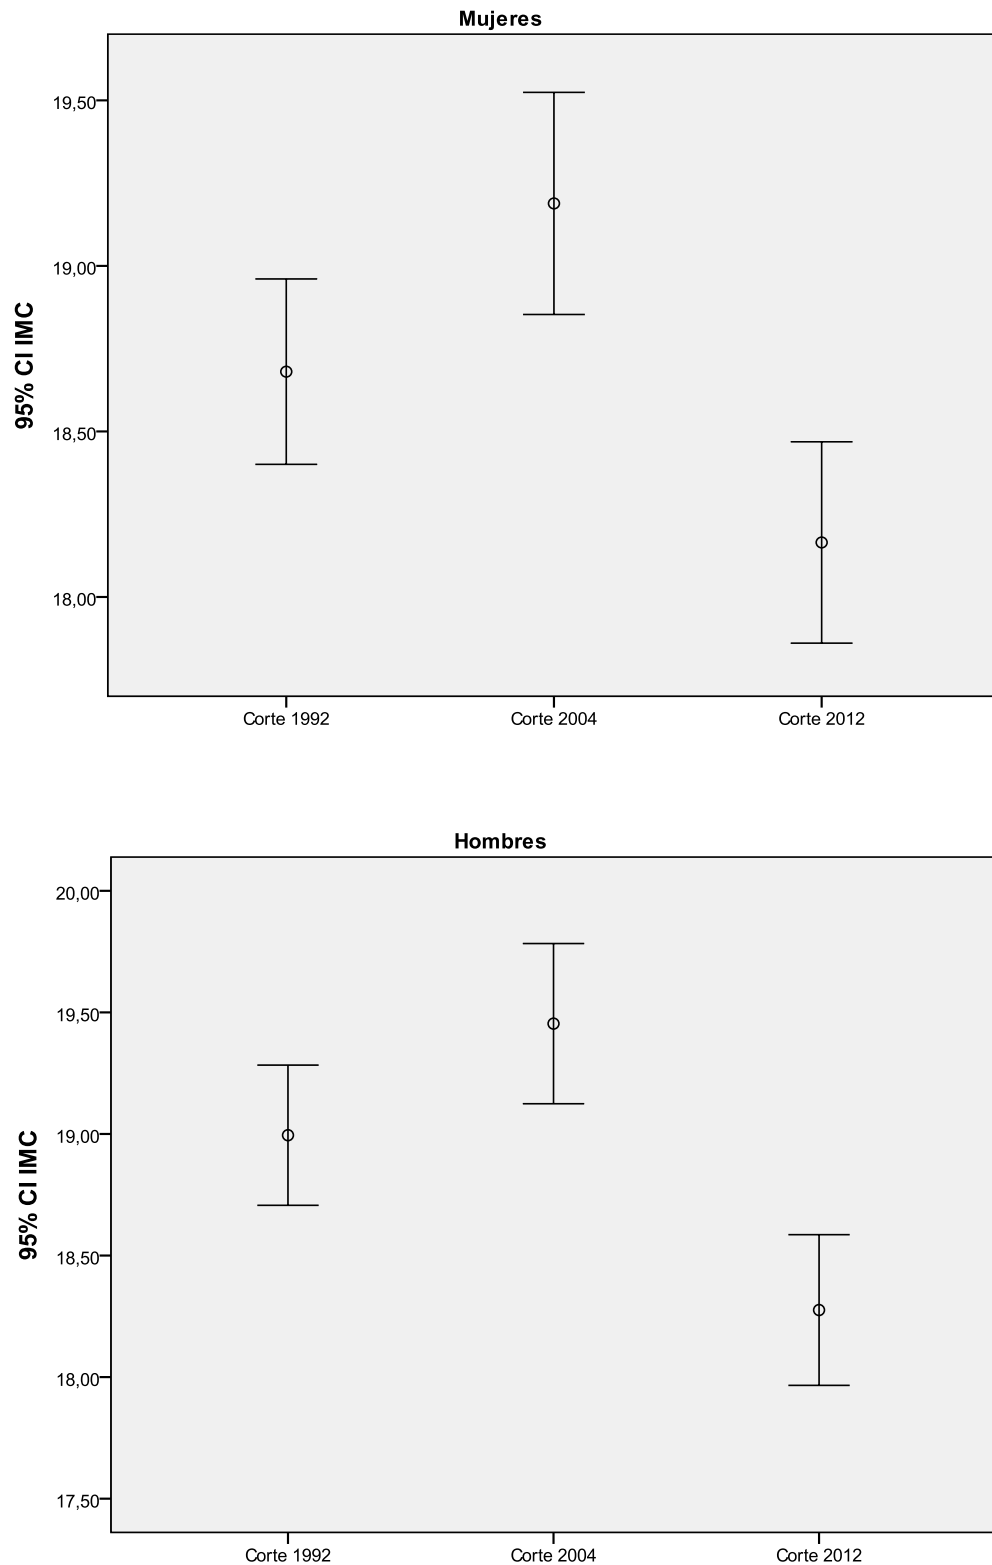 Mujeres
19,50
19,00
18,50
18,00
95% CI IMC
Corte 1992 Corte 2004 Corte 2012
Hombres
20,00
19,50
19,00
18,50
18,00
17,50
95% CI IMC
Corte 1992 Corte 2004 Corte 2012